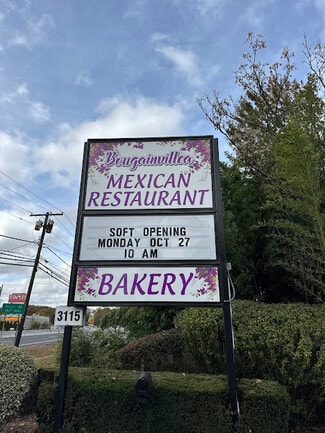 Bougainvillea
MEXICAN
RESTAURANT
SOFT OPENING
MONDAY OCT 27
10 AM
BAKERY
3115